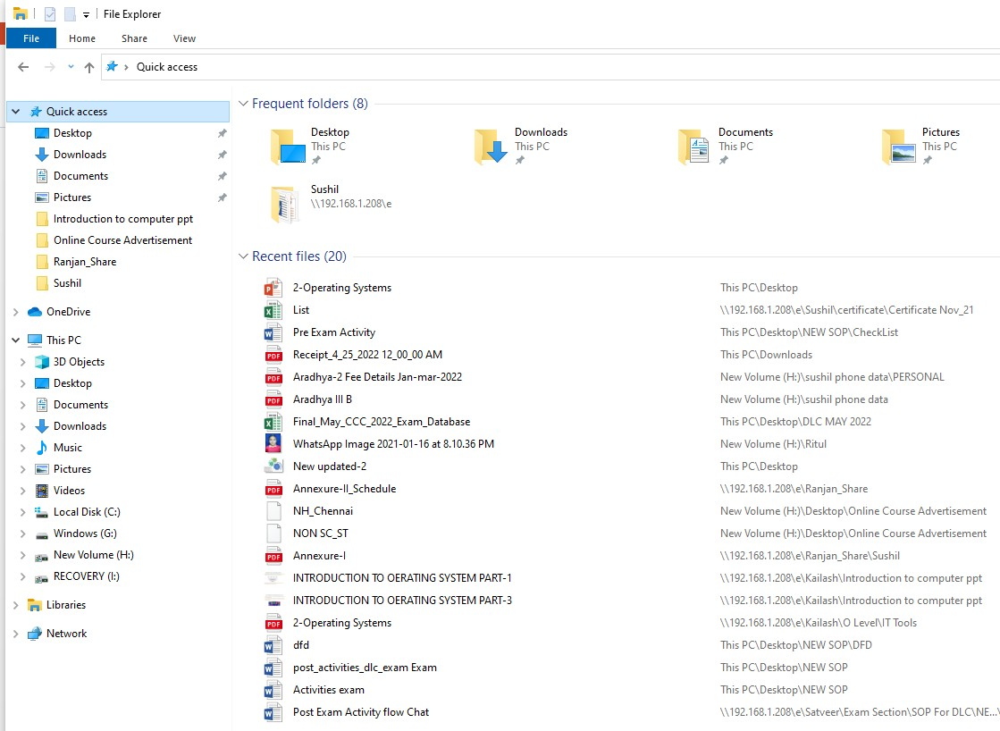 File Explorer
File Home Share View
Quick access
Quick access
Desktop
Downloads
Documents
Pictures
Introduction to computer ppt
Online Course Advertisement
Ranjan_Share
Sushil
OneDrive
This PC
3D Objects
Desktop
Documents
Downloads
Music
Pictures
Videos
Local Disk (C:)
Windows (G:)
New Volume (H:)
RECOVERY (I:)
Libraries
Network
Frequent folders (8)
Desktop
This PC
Downloads
This PC
Documents
This PC
Pictures
This PC
Sushil
\\192.168.1.208\e
Recent files (20)
2-Operating Systems This PC\Desktop
List \\192.168.1.208\e\Sushil\certificate\Certificate Nov_21
Pre Exam Activity This PC\Desktop\NEW SOP\CheckList
PDF Receipt_4_25_2022 12_00_00 AM This PC\Downloads
PDF Aradhya-2 Fee Details Jan-mar-2022 New Volume (H:)\sushil phone data\PERSONAL
PDF Aradhya III B New Volume (H:)\sushil phone data
Final_May_CCC_2022_Exam_Database This PC\Desktop\DLC MAY 2022
WhatsApp Image 2021-01-16 at 8.10.36 PM New Volume (H:)\Ritul
New updated-2 This PC\Desktop
PDF Annexure-II_Schedule \\192.168.1.208\e\Ranjan_Share
NH_Chennai New Volume (H:)\Desktop\Online Course Advertisement
NON SC_ST New Volume (H:)\Desktop\Online Course Advertisement
PDF Annexure-I \\192.168.1.208\e\Ranjan_Share\Sushil
INTRODUCTION TO OERATING SYSTEM PART-1 \\192.168.1.208\e\Kailash\Introduction to computer ppt
INTRODUCTION TO OERATING SYSTEM PART-3 \\192.168.1.208\e\Kailash\Introduction to computer ppt
PDF 2-Operating Systems \\192.168.1.208\e\Kailash\O Level\IT Tools
dfd This PC\Desktop\NEW SOP\DFD
post_activities_dlc_exam Exam This PC\Desktop\NEW SOP
Activities exam This PC\Desktop\NEW SOP
Post Exam Activity flow Chat \\192.168.1.208\e\Satveer\Exam Section\SOP For DLC\NE...\